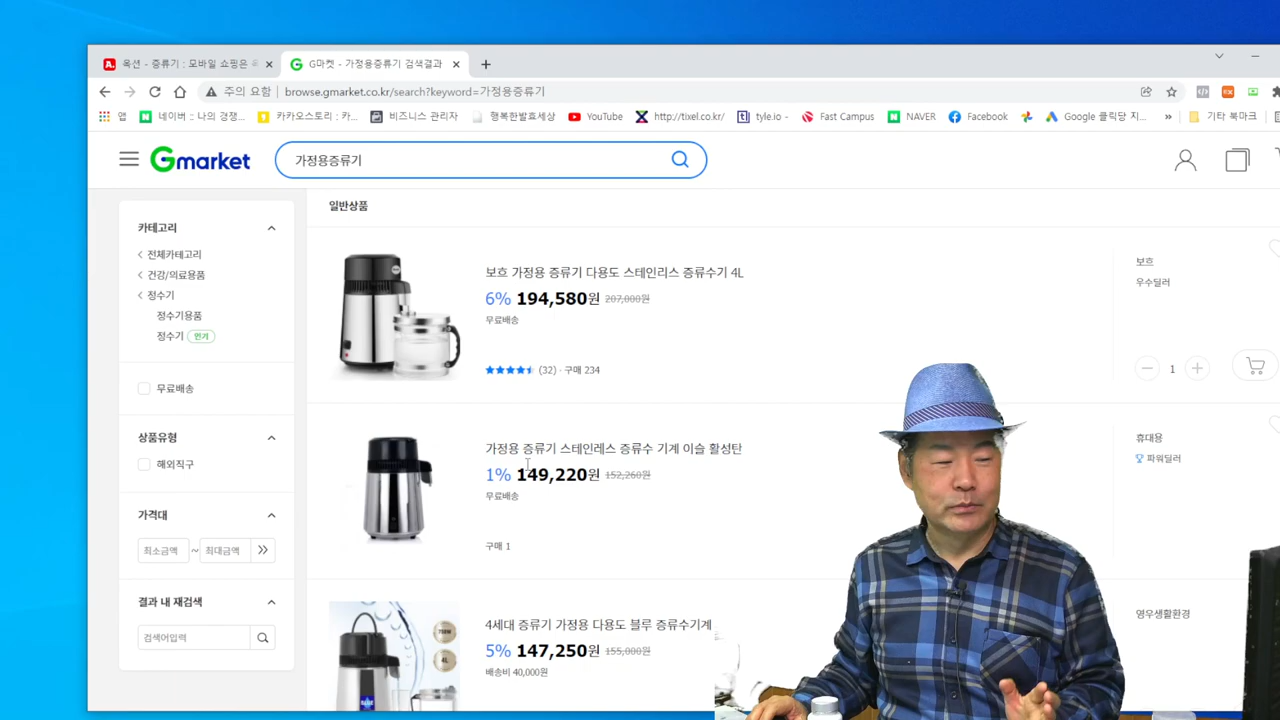 옥션 - 증류기 : 모바일 쇼핑은
G마켓 - 가정용증류기 검색결과
주의 요함
browse.gmarket.co.kr/search?keyword=가정용증류기
앱
네이버 :: 나의 경쟁...
카카오스토리 : 카...
비즈니스 관리자
행복한발효세상
YouTube
http://tixel.co.kr/
tyle.io -
Fast Campus
NAVER
Facebook
Google 클릭당 지...
»
기타 북마크
Gmarket
가정용증류기
카테고리
전체카테고리
건강/의료용품
정수기
정수기용품
정수기 인기
무료배송
상품유형
해외직구
가격대
최소금액 ~ 최대금액
결과 내 재검색
검색어입력
일반상품
보흐 가정용 증류기 다용도 스테인리스 증류수기 4L
6% 194,580원 207,000원
무료배송
(32) · 구매 234
보흐
우수딜러
1
가정용 증류기 스테인레스 증류수 기계 이슬 활성탄
1% 149,220원 152,260원
무료배송
구매 1
휴대용
파워딜러
4세대 증류기 가정용 다용도 블루 증류수기계
5% 147,250원 155,000원
배송비 40,000원
영우생활환경
750W
4L
BLUE